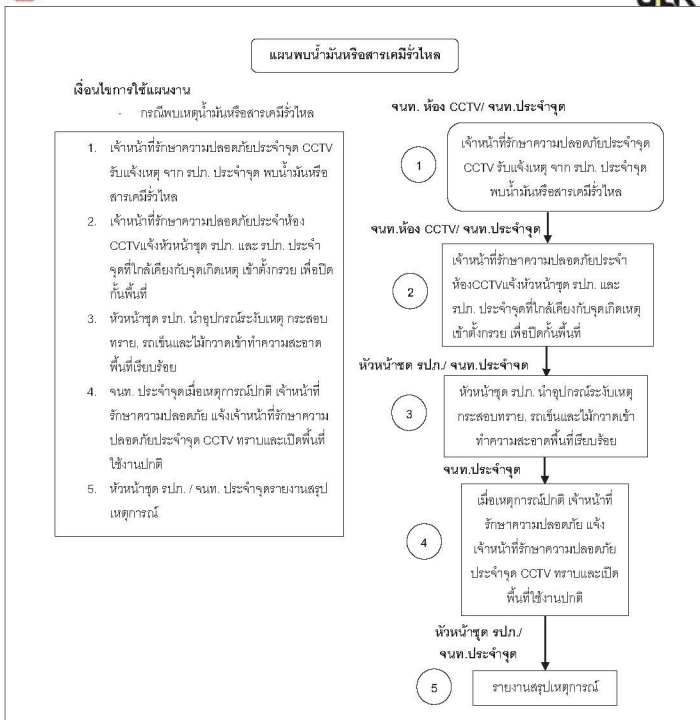 แผนพบน้ำมันหรือสารเคมีรั่วไหล
เงื่อนไขการใช้แผนงาน
- กรณีพบเหตุน้ำมันหรือสารเคมีรั่วไหล
1. เจ้าหน้าที่รักษาความปลอดภัยประจำจุด CCTV
รับแจ้งเหตุ จาก รปภ. ประจำจุด พบน้ำมันหรือ
สารเคมีรั่วไหล
2. เจ้าหน้าที่รักษาความปลอดภัยประจำห้อง
CCTVแจ้งหัวหน้าชุด รปภ. และ รปภ. ประจำ
จุดที่ใกล้เคียงกับจุดเกิดเหตุ เข้าตั้งกรวย เพื่อปิด
กั้นพื้นที่
3. หัวหน้าชุด รปภ. นำอุปกรณ์ระงับเหตุ กระสอบ
ทราย, รถเข็นและไม้กวาดเข้าทำความสะอาด
พื้นที่เรียบร้อย
4. จนท. ประจำจุดเมื่อเหตุการณ์ปกติ เจ้าหน้าที่
รักษาความปลอดภัย แจ้งเจ้าหน้าที่รักษาความ
ปลอดภัยประจำจุด CCTV ทราบและเปิดพื้นที่
ใช้งานปกติ
5. หัวหน้าชุด รปภ. / จนท. ประจำจุดรายงานสรุป
เหตุการณ์
จนท. ห้อง CCTV/ จนท.ประจำจุด
1
เจ้าหน้าที่รักษาความปลอดภัยประจำจุด
CCTV รับแจ้งเหตุ จาก รปภ. ประจำจุด
พบน้ำมันหรือสารเคมีรั่วไหล
จนท.ห้อง CCTV/ จนท.ประจำจุด
2
เจ้าหน้าที่รักษาความปลอดภัยประจำ
ห้องCCTVแจ้งหัวหน้าชุด รปภ. และ
รปภ. ประจำจุดที่ใกล้เคียงกับจุดเกิดเหตุ
เข้าตั้งกรวย เพื่อปิดกั้นพื้นที่
หัวหน้าชุด รปภ./ จนท.ประจำจุด
3
หัวหน้าชุด รปภ. นำอุปกรณ์ระงับเหตุ
กระสอบทราย, รถเข็นและไม้กวาดเข้า
ทำความสะอาดพื้นที่เรียบร้อย
จนท.ประจำจุด
4
เมื่อเหตุการณ์ปกติ เจ้าหน้าที่
รักษาความปลอดภัย แจ้ง
เจ้าหน้าที่รักษาความปลอดภัย
ประจำจุด CCTV ทราบและเปิด
พื้นที่ใช้งานปกติ
หัวหน้าชุด รปภ./
จนท.ประจำจุด
5
รายงานสรุปเหตุการณ์